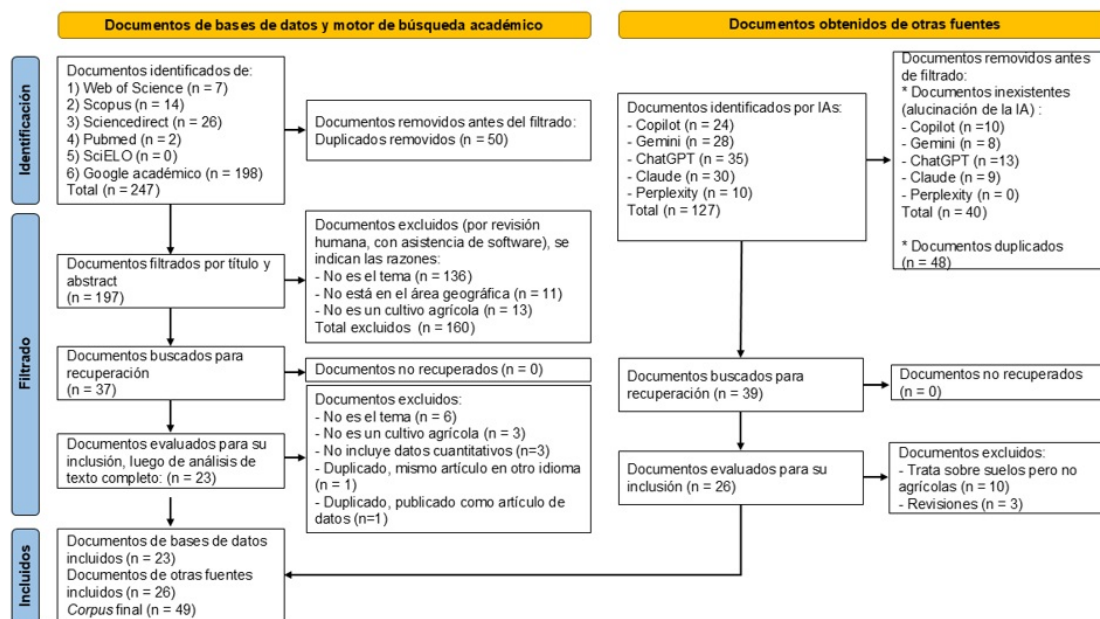 Documentos de bases de datos y motor de búsqueda académico
Documentos obtenidos de otras fuentes
Identificación
Documentos identificados de:
1) Web of Science (n = 7)
2) Scopus (n = 14)
3) Sciencedirect (n = 26)
4) Pubmed (n = 2)
5) SciELO (n = 0)
6) Google académico (n = 198)
Total (n = 247)
Documentos removidos antes del filtrado:
Duplicados removidos (n = 50)
Documentos identificados por IAs:
- Copilot (n = 24)
- Gemini (n = 28)
- ChatGPT (n = 35)
- Claude (n = 30)
- Perplexity (n = 10)
Total (n = 127)
Documentos removidos antes
de filtrado:
* Documentos inexistentes
(alucinación de la IA) :
- Copilot (n =10)
- Gemini (n = 8)
- ChatGPT (n =13)
- Claude (n = 9)
- Perplexity (n = 0)
Total (n = 40)
* Documentos duplicados
(n = 48)
Filtrado
Documentos filtrados por título y
abstract
(n = 197)
Documentos excluidos (por revisión
humana, con asistencia de software), se
indican las razones:
- No es el tema (n = 136)
- No está en el área geográfica (n = 11)
- No es un cultivo agrícola (n = 13)
Total excluidos (n = 160)
Documentos buscados para
recuperación
(n = 37)
Documentos no recuperados (n = 0)
Documentos buscados para
recuperación (n = 39)
Documentos no recuperados
(n = 0)
Documentos evaluados para su
inclusión, luego de análisis de
texto completo: (n = 23)
Documentos excluidos:
- No es el tema (n = 6)
- No es un cultivo agrícola (n = 3)
- No incluye datos cuantitativos (n=3)
- Duplicado, mismo artículo en otro idioma
(n = 1)
- Duplicado, publicado como artículo de
datos (n=1)
Documentos evaluados para su
inclusión (n = 26)
Documentos excluidos:
- Trata sobre suelos pero no
agrícolas (n = 10)
- Revisiones (n = 3)
Incluidos
Documentos de bases de datos
incluidos (n = 23)
Documentos de otras fuentes
incluidos (n = 26)
Corpus final (n = 49)